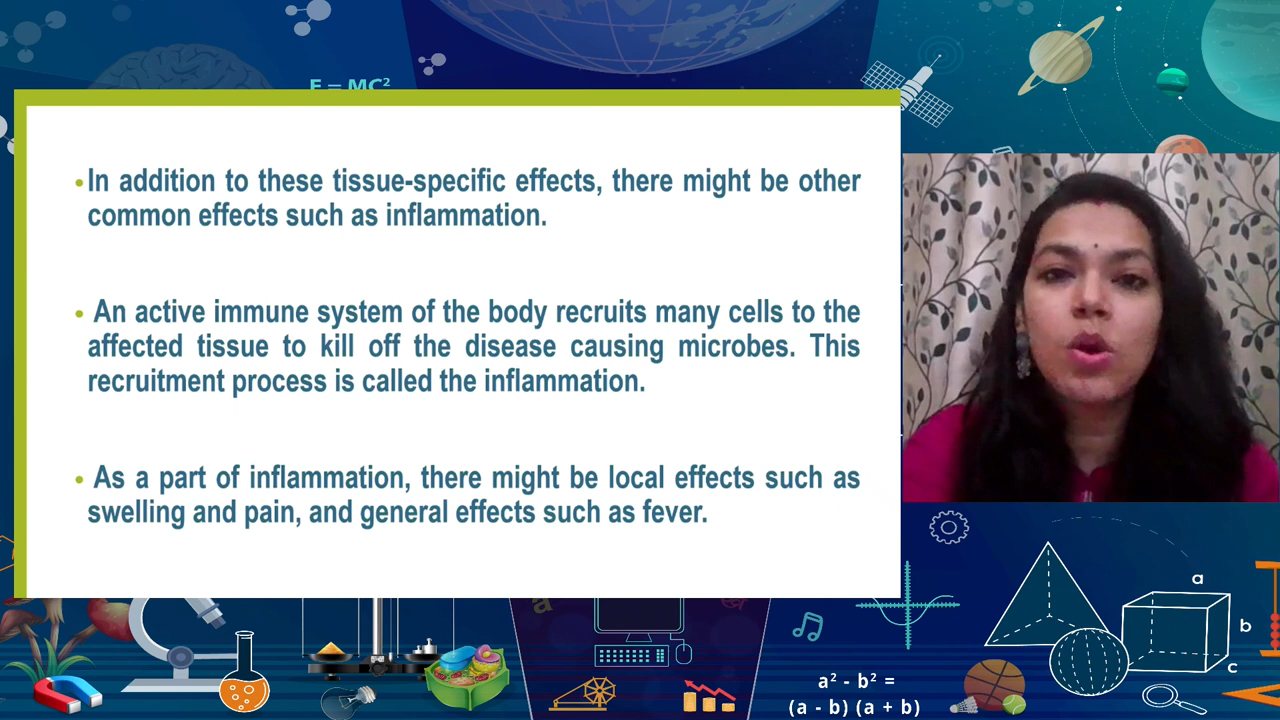 E = MC²
•In addition to these tissue-specific effects, there might be other
common effects such as inflammation.
• An active immune system of the body recruits many cells to the
affected tissue to kill off the disease causing microbes. This
recruitment process is called the inflammation.
• As a part of inflammation, there might be local effects such as
swelling and pain, and general effects such as fever.
a
b
c
a² - b² =
(a - b) (a + b)